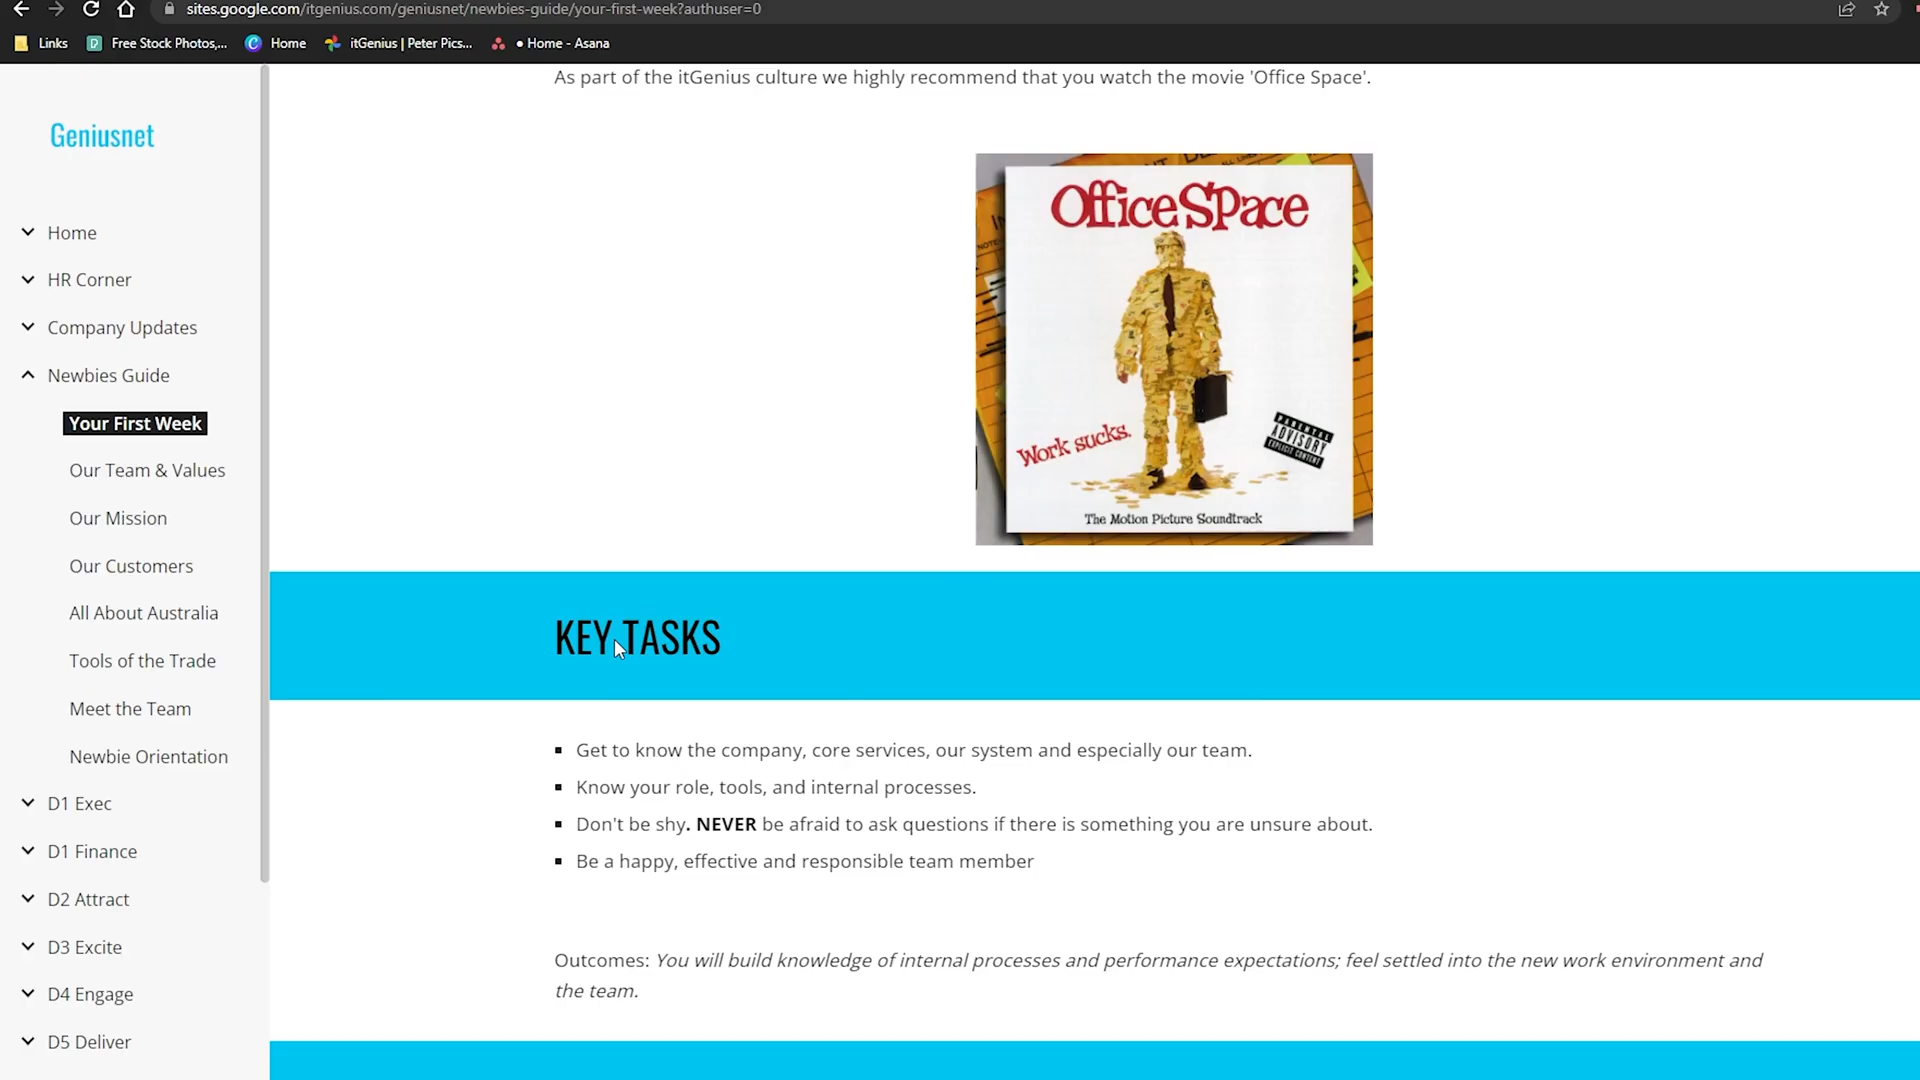 sites.google.com/itgenius.com/geniusnet/newbies-guide/your-first-week?authuser=0
Links
Free Stock Photos,...
Home
itGenius | Peter Pics...
● Home - Asana
Geniusnet
Home
HR Corner
Company Updates
Newbies Guide
Your First Week
Our Team & Values
Our Mission
Our Customers
All About Australia
Tools of the Trade
Meet the Team
Newbie Orientation
D1 Exec
D1 Finance
D2 Attract
D3 Excite
D4 Engage
D5 Deliver
As part of the itGenius culture we highly recommend that you watch the movie 'Office Space'.
Office Space
Work sucks.
PARENTAL
ADVISORY
EXPLICIT CONTENT
The Motion Picture Soundtrack
KEY TASKS
▪ Get to know the company, core services, our system and especially our team.
▪ Know your role, tools, and internal processes.
▪ Don't be shy. NEVER be afraid to ask questions if there is something you are unsure about.
▪ Be a happy, effective and responsible team member
Outcomes: You will build knowledge of internal processes and performance expectations; feel settled into the new work environment and
the team.